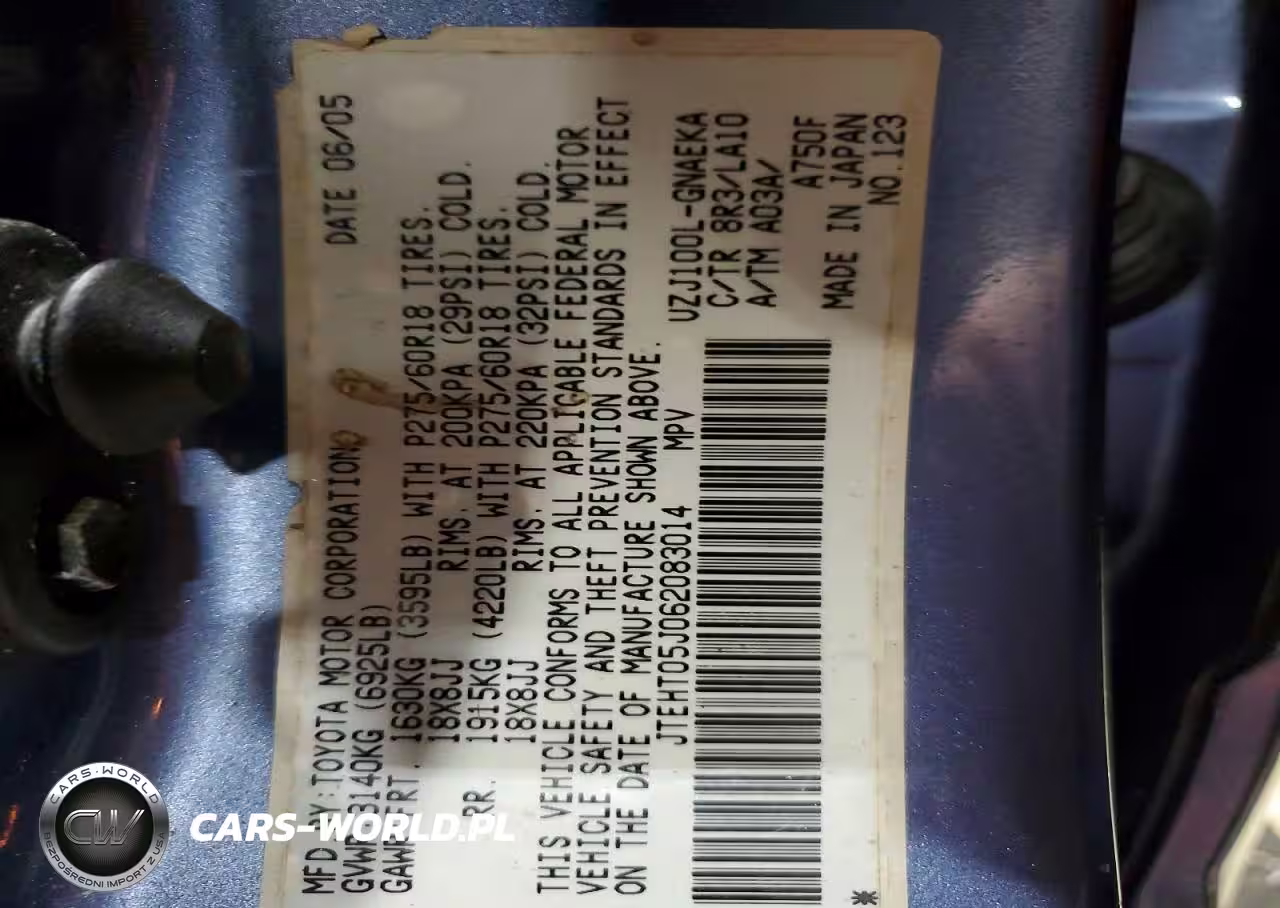 MFD BY:TOYOTA MOTOR CORPORATION DATE 06/05
GVWR 3140KG (6925LB)
GAWR FRT. 1630KG (3595LB) WITH P275/60R18 TIRES.
18X8JJ RIMS. AT 200KPA (29PSI) COLD.
RR. 1915KG (4220LB) WITH P275/60R18 TIRES.
18X8JJ RIMS. AT 220KPA (32PSI) COLD.
THIS VEHICLE CONFORMS TO ALL APPLICABLE FEDERAL MOTOR
VEHICLE SAFETY AND THEFT PREVENTION STANDARDS IN EFFECT
ON THE DATE OF MANUFACTURE SHOWN ABOVE.
JTEHT05J062083014 MPV UZJ100L-GNAEKA
C/TR 8R3/LA10
A/TM A03A/
A750F
MADE IN JAPAN
NO.123
CARS-WORLD
CW
BEZPOŚREDNI IMPORT Z USA
CARS-WORLD.PL